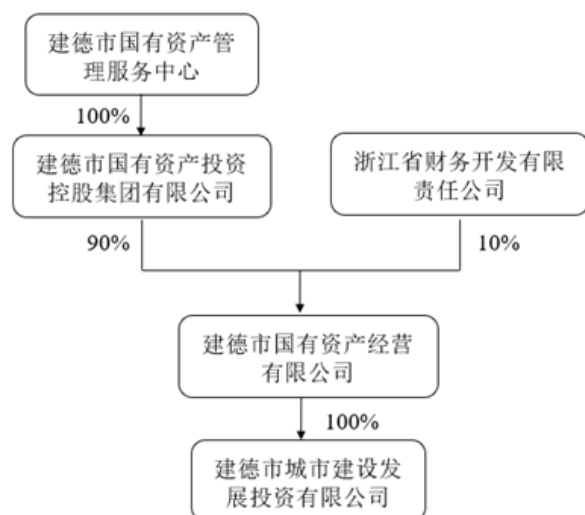 建德市国有资产管
理服务中心
100%
建德市国有资产投资
控股集团有限公司
浙江省财务开发有限
责任公司
90%
10%
建德市国有资产经营
有限公司
100%
建德市城市建设发
展投资有限公司